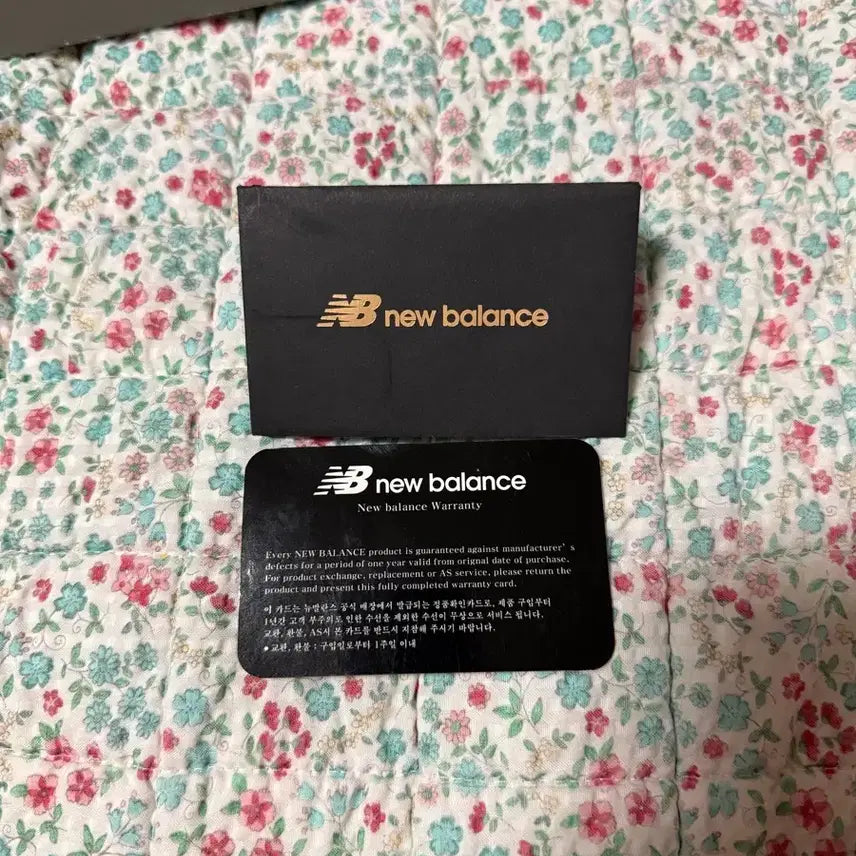 NB new balance
NB new balance
New balance Warranty
Every NEW BALANCE product is guaranteed against manufacturer's
defects for a period of one year valid from orignal date of purchase.
For product exchange, replacement or AS service, please return the
product and present this fully completed warranty card.
이 카드는 뉴발란스 공식 매장에서 발급되는 정품확인카드로, 제품 구입부터
1년간 고객 부주의로 인한 수선을 제외한 수선이 무상으로 서비스 됩니다.
교환, 환불, AS시 본 카드를 반드시 지참해 주시기 바랍니다.
●교환, 환불 : 구입일로부터 1주일 이내